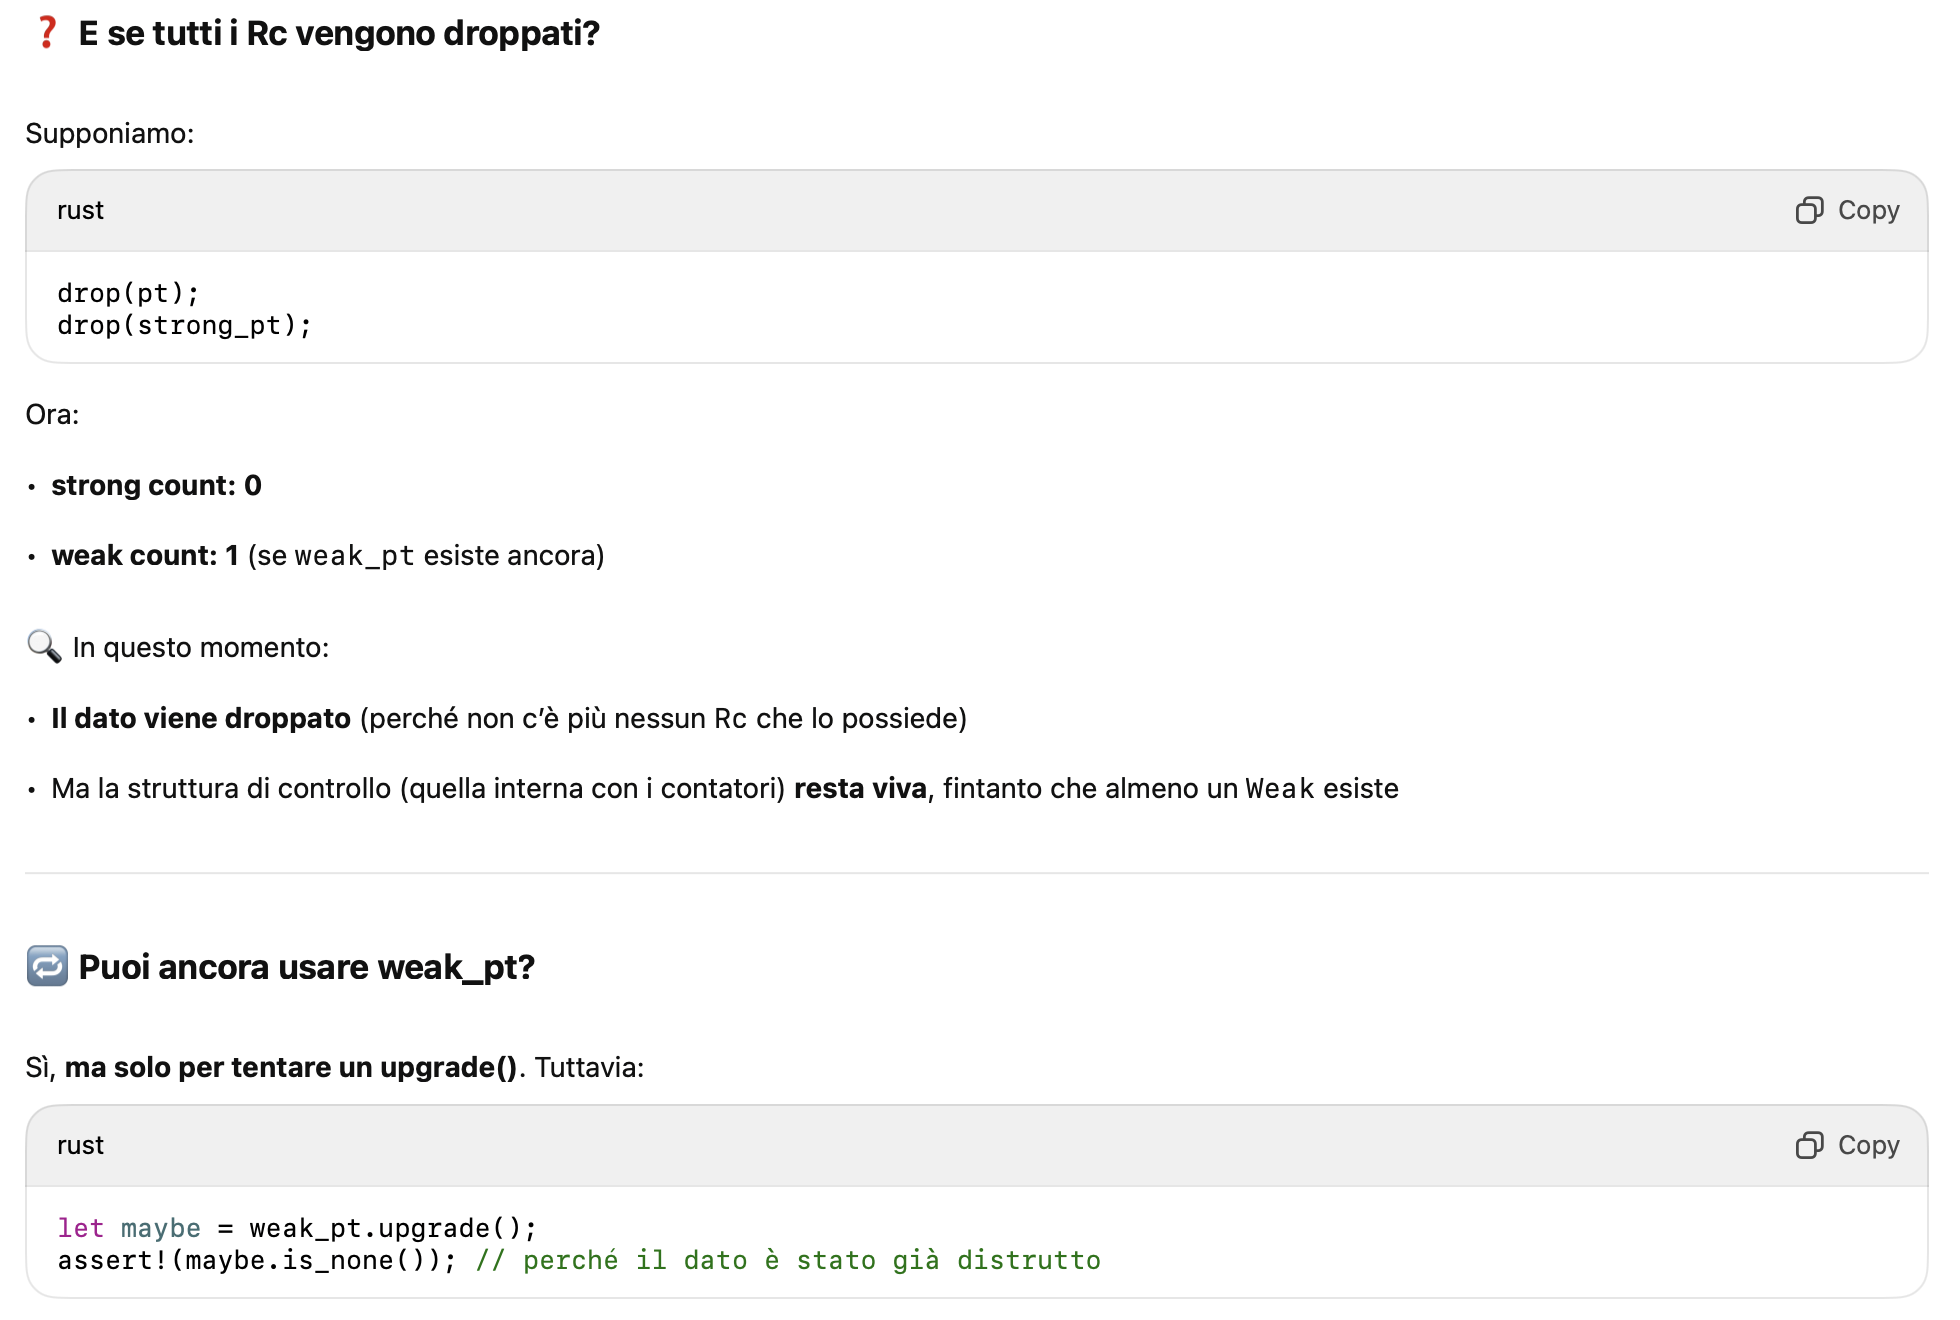 ❓ E se tutti i Rc vengono droppati?
Supponiamo:
rust
Copy
drop(pt);
drop(strong_pt);
Ora:
• strong count: 0
• weak count: 1 (se weak_pt esiste ancora)
🔍 In questo momento:
• Il dato viene droppato (perché non c’è più nessun Rc che lo possiede)
• Ma la struttura di controllo (quella interna con i contatori) resta viva, fintanto che almeno un Weak esiste
🔁 Puoi ancora usare weak_pt?
Sì, ma solo per tentare un upgrade(). Tuttavia:
rust
Copy
let maybe = weak_pt.upgrade();
assert!(maybe.is_none()); // perché il dato è stato già distrutto